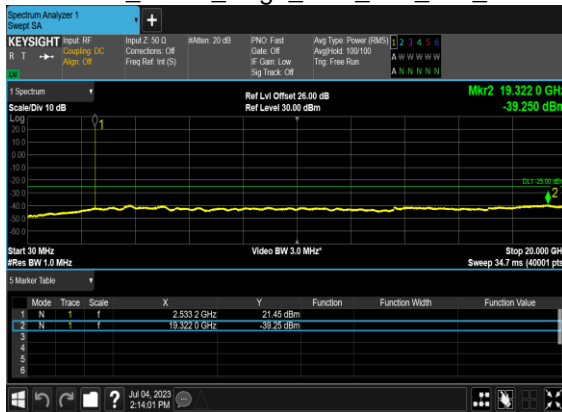 Spectrum Analyzer 1
Swept SA
KEYSIGHT Input: RF Input Z: 50 Ω #Atten: 20 dB PNO: Fast Avg Type: Power (RMS) 1 2 3 4 5 6
R T Coupling: DC Corrections: Off Gate: Off Avg|Hold: 100/100 A W W W W W
Align: Off Freq Ref: Int (S) IF Gain: Low Trig: Free Run
LXI Sig Track: Off A N N N N N
1 Spectrum Ref Lvl Offset 26.00 dB Mkr2 19.322 0 GHz
Scale/Div 10 dB Ref Level 30.00 dBm -39.250 dBm
Log
20.0 1
10.0
0.00
-10.0
-20.0 DL1 -25.00 dBm
-30.0 2
-40.0
-50.0
-60.0
Start 30 MHz Video BW 3.0 MHz* Stop 20.000 GHz
#Res BW 1.0 MHz Sweep 34.7 ms (40001 pts)
5 Marker Table
Mode Trace Scale X Y Function Function Width Function Value
1 N 1 f 2.533 2 GHz 21.45 dBm
2 N 1 f 19.322 0 GHz -39.25 dBm
3
4
5
6
? Jul 04, 2023
2:14:01 PM